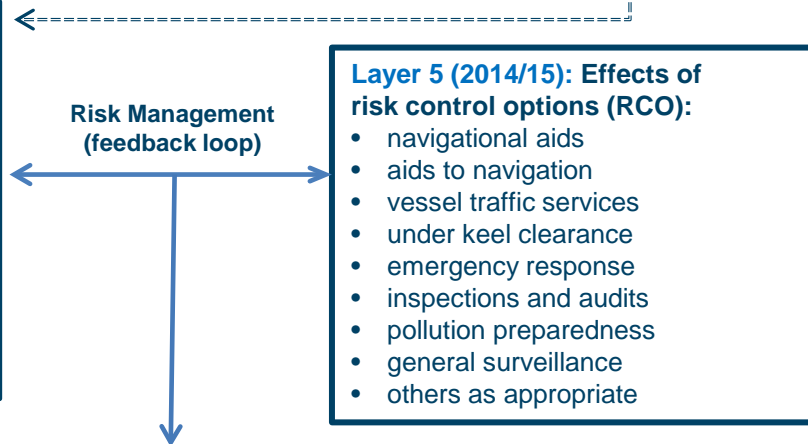 Risk Management
(feedback loop)
Layer 5 (2014/15): Effects of
risk control options (RCO):
• navigational aids
• aids to navigation
• vessel traffic services
• under keel clearance
• emergency response
• inspections and audits
• pollution preparedness
• general surveillance
• others as appropriate